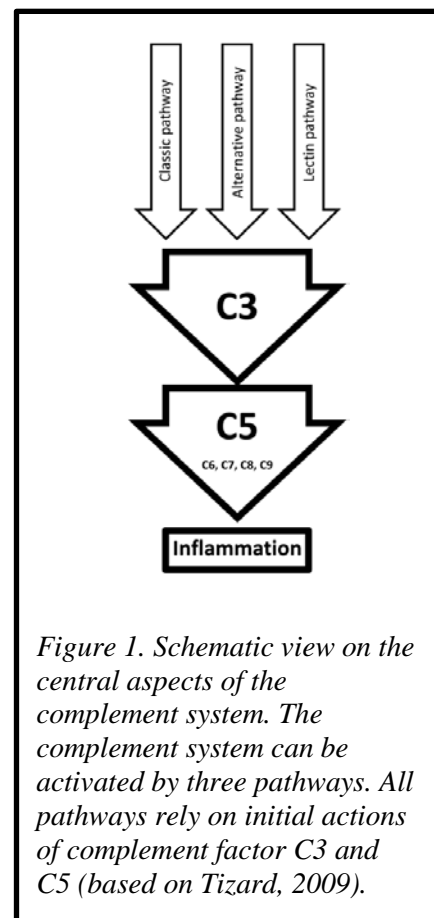 Classic pathway
Alternative pathway
Lectin pathway
C3
C5
C6, C7, C8, C9
Inflammation
Figure 1. Schematic view on the
central aspects of the
complement system. The
complement system can be
activated by three pathways. All
pathways rely on initial actions
of complement factor C3 and
C5 (based on Tizard, 2009).